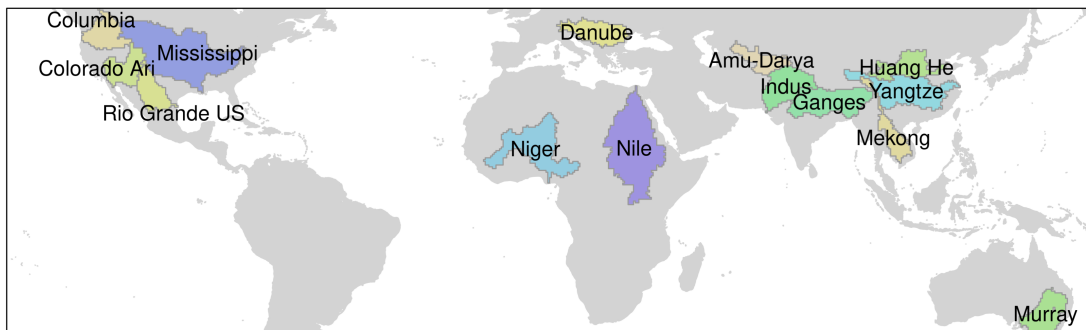 Columbia
Mississippi
Colorado Ari
Rio Grande US
Danube
Amu-Darya
Huang He
Indus
Yangtze
Ganges
Mekong
Niger
Nile
Murray